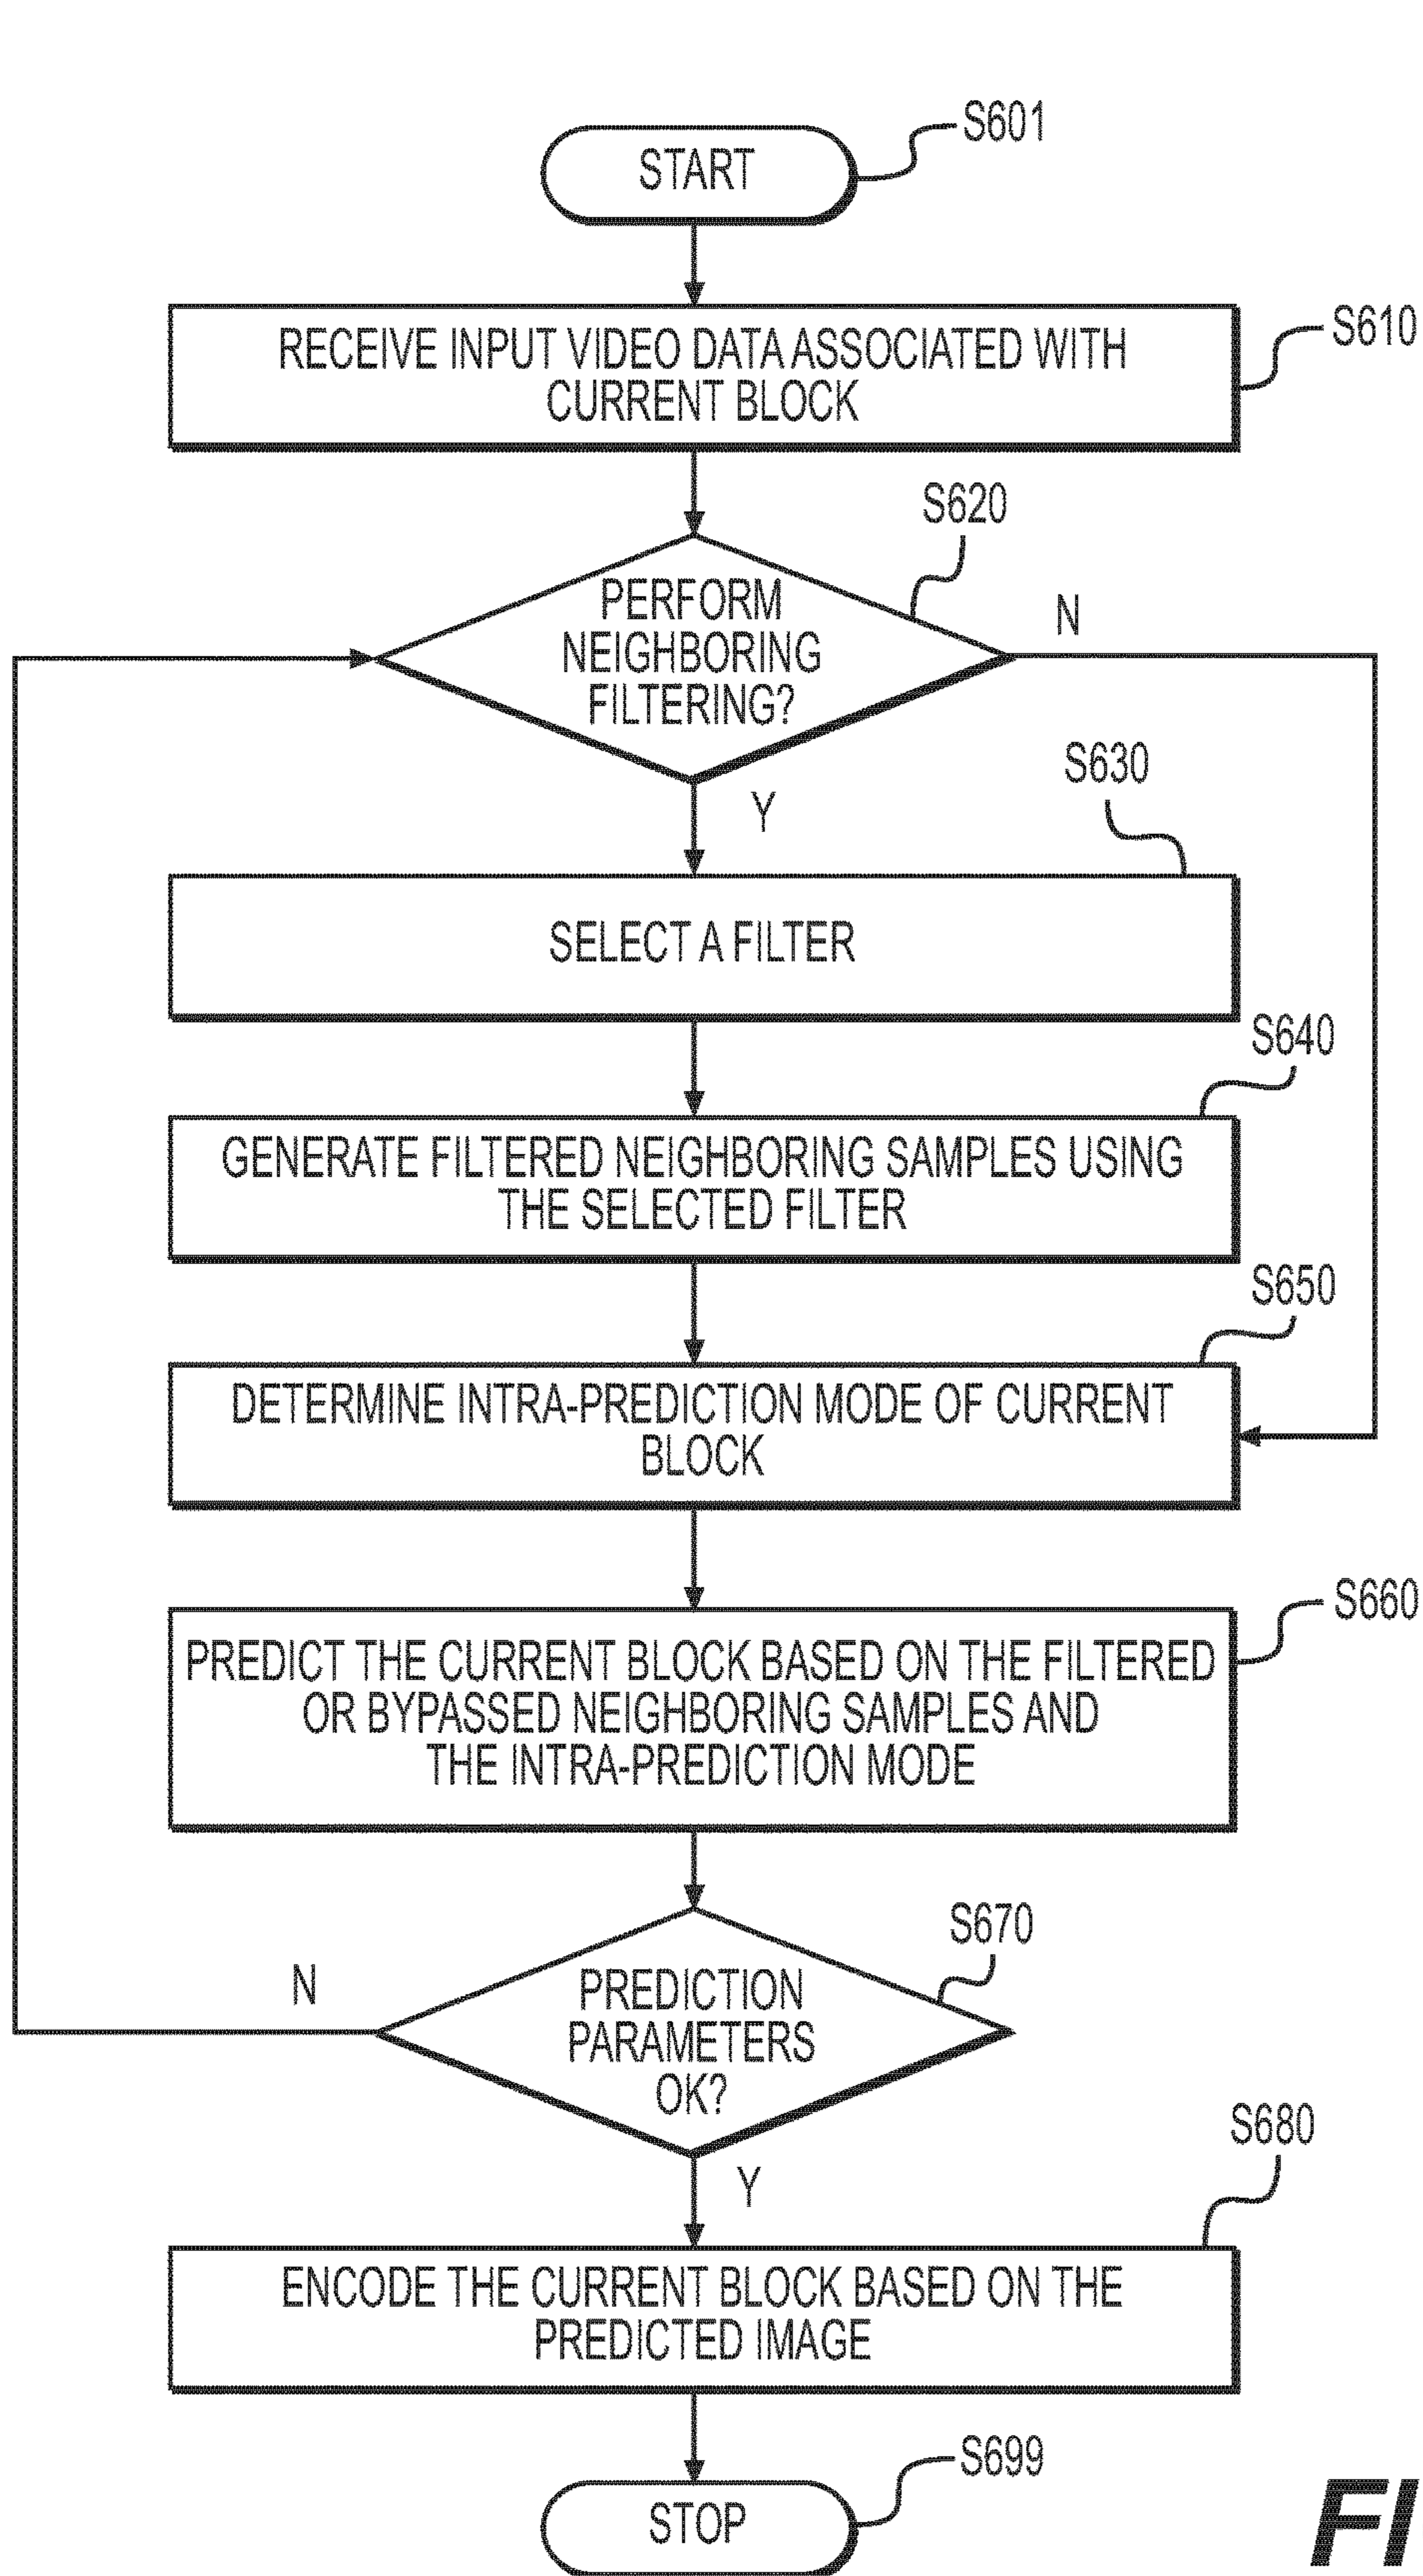 S601
START
S610
RECEIVE INPUT VIDEO DATA ASSOCIATED WITH
CURRENT BLOCK
S620
PERFORM
NEIGHBORING
FILTERING?
N
Y
S630
SELECT A FILTER
S640
GENERATE FILTERED NEIGHBORING SAMPLES USING
THE SELECTED FILTER
S650
DETERMINE INTRA-PREDICTION MODE OF CURRENT
BLOCK
S660
PREDICT THE CURRENT BLOCK BASED ON THE FILTERED
OR BYPASSED NEIGHBORING SAMPLES AND
THE INTRA-PREDICTION MODE
S670
N
PREDICTION
PARAMETERS
OK?
Y
S680
ENCODE THE CURRENT BLOCK BASED ON THE
PREDICTED IMAGE
S699
STOP
FI